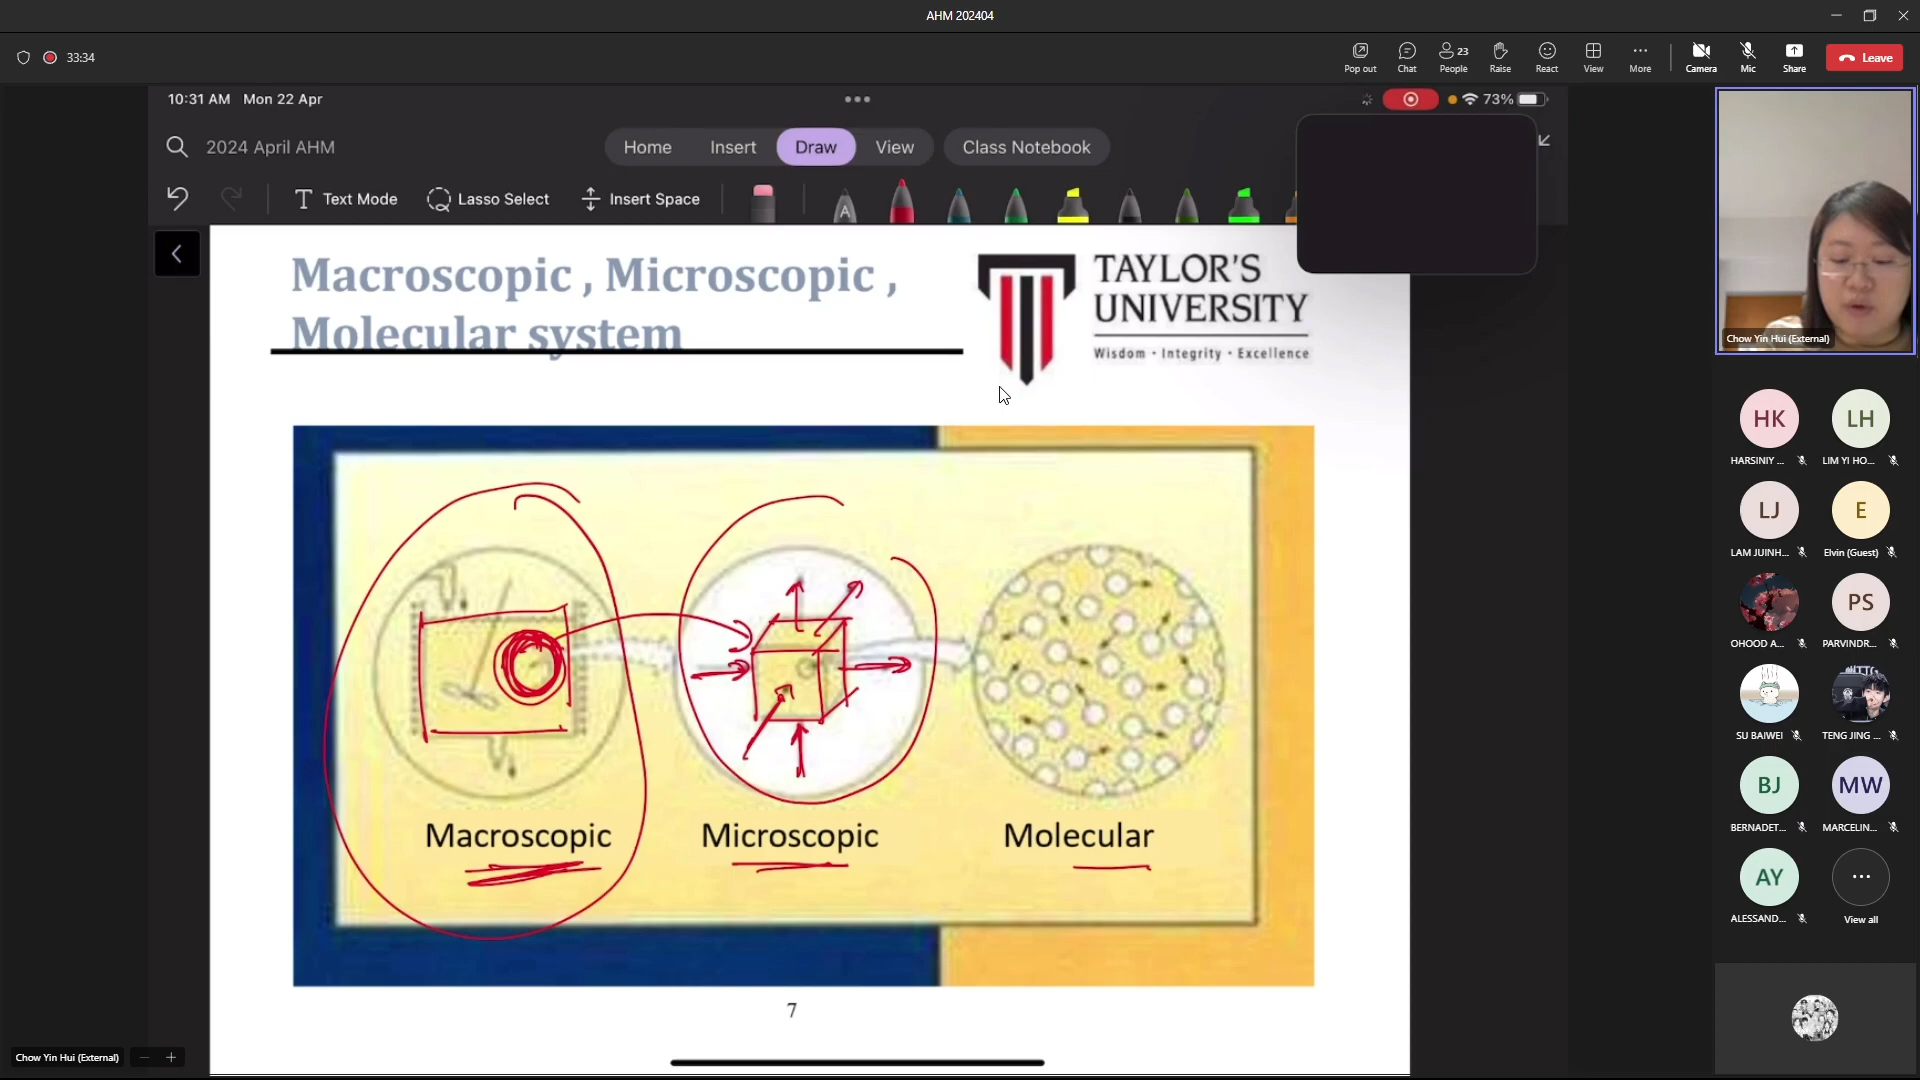 AHM 202404
33:34
Pop out
Chat
People
23
Raise
React
View
More
Camera
Mic
Share
Leave
10:31 AM Mon 22 Apr
73%
2024 April AHM
Home
Insert
Draw
View
Class Notebook
Text Mode
Lasso Select
Insert Space
A
Macroscopic , Microscopic ,
Molecular system
TAYLOR'S
UNIVERSITY
Wisdom · Integrity · Excellence
Macroscopic
Microscopic
Molecular
7
Chow Yin Hui (External)
Chow Yin Hui (External)
HK
LH
HARSINIY ...
LIM YI HO...
LJ
E
LAM JUINH...
Elvin (Guest)
PS
OHOOD A...
PARVINDR...
SU BAIWEI
TENG JING ...
BJ
MW
BERNADET...
MARCELIN...
AY
ALESSAND...
View all